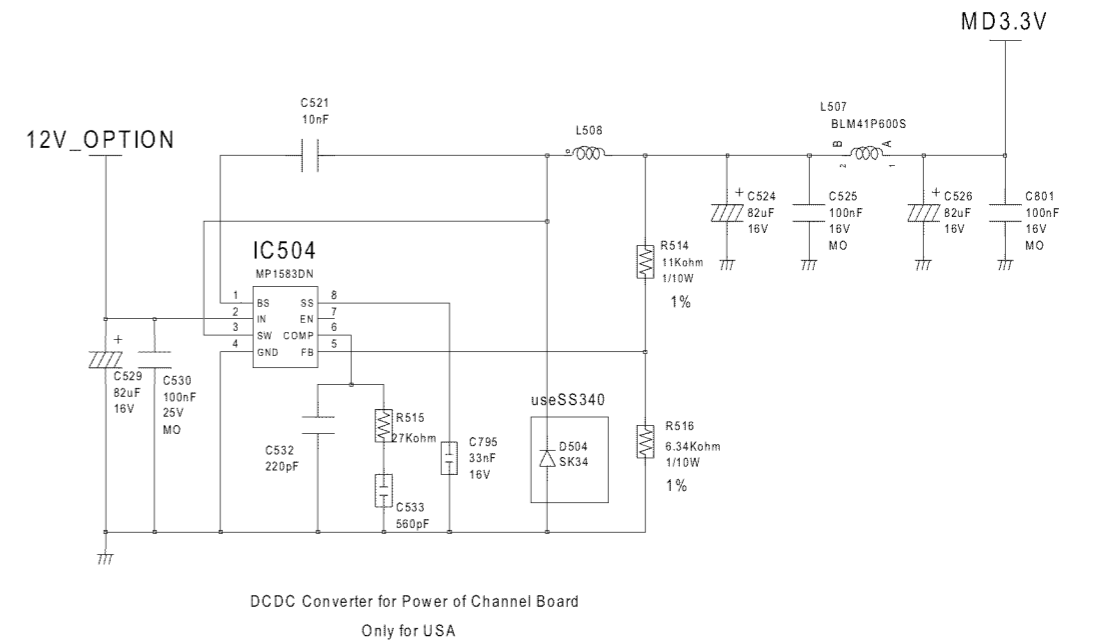 MD3.3V
12V_OPTION
C521
10nF
L508
L507
BLM41P600S
B
A
2
1
+
C524
82uF
16V
C525
100nF
16V
MO
+
C526
82uF
16V
C801
100nF
16V
MO
R514
11Kohm
1/10W
1%
IC504
MP1583DN
1
BS
SS
8
2
IN
EN
7
3
SW
COMP
6
4
GND
FB
5
+
C529
82uF
16V
C530
100nF
25V
MO
C532
220pF
R515
27Kohm
C533
560pF
C795
33nF
16V
useSS340
D504
SK34
R516
6.34Kohm
1/10W
1%
DCDC Converter for Power of Channel Board
Only for USA